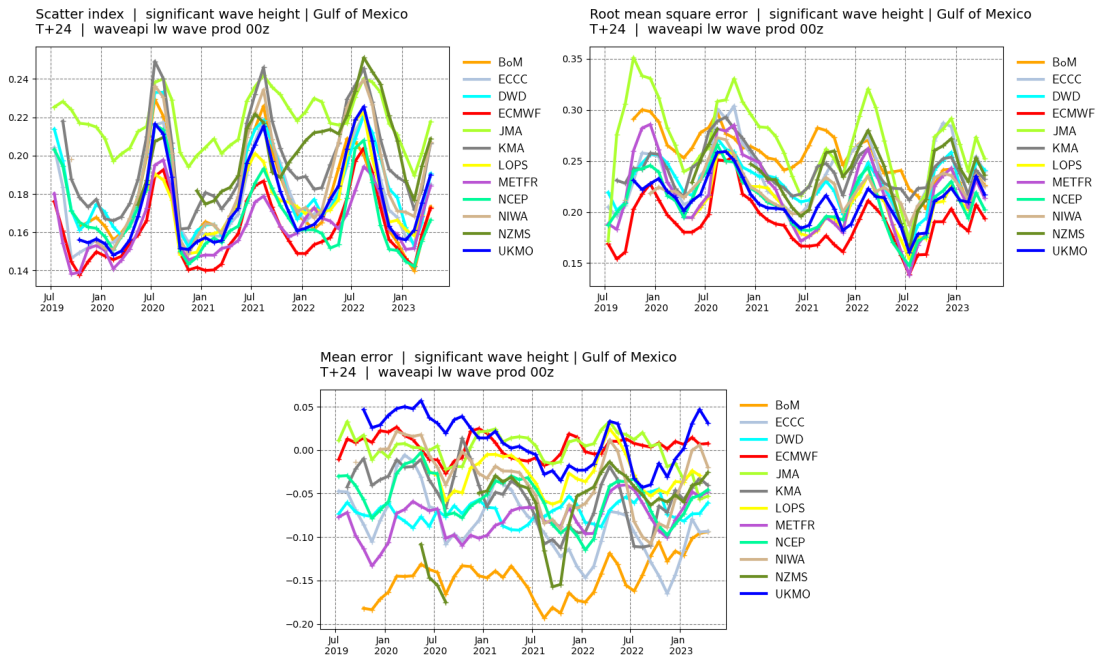 Scatter index | significant wave height | Gulf of Mexico
T+24 | waveapi lw wave prod 00z
0.24
0.22
0.20
0.18
0.16
0.14
Jul 2019
Jan 2020
Jul 2020
Jan 2021
Jul 2021
Jan 2022
Jul 2022
Jan 2023
BoM
ECCC
DWD
ECMWF
JMA
KMA
LOPS
METFR
NCEP
NIWA
NZMS
UKMO
Root mean square error | significant wave height | Gulf of Mexico
T+24 | waveapi lw wave prod 00z
0.35
0.30
0.25
0.20
0.15
Jul 2019
Jan 2020
Jul 2020
Jan 2021
Jul 2021
Jan 2022
Jul 2022
Jan 2023
BoM
ECCC
DWD
ECMWF
JMA
KMA
LOPS
METFR
NCEP
NIWA
NZMS
UKMO
Mean error | significant wave height | Gulf of Mexico
T+24 | waveapi lw wave prod 00z
0.05
0.00
−0.05
−0.10
−0.15
−0.20
Jul 2019
Jan 2020
Jul 2020
Jan 2021
Jul 2021
Jan 2022
Jul 2022
Jan 2023
BoM
ECCC
DWD
ECMWF
JMA
KMA
LOPS
METFR
NCEP
NIWA
NZMS
UKMO